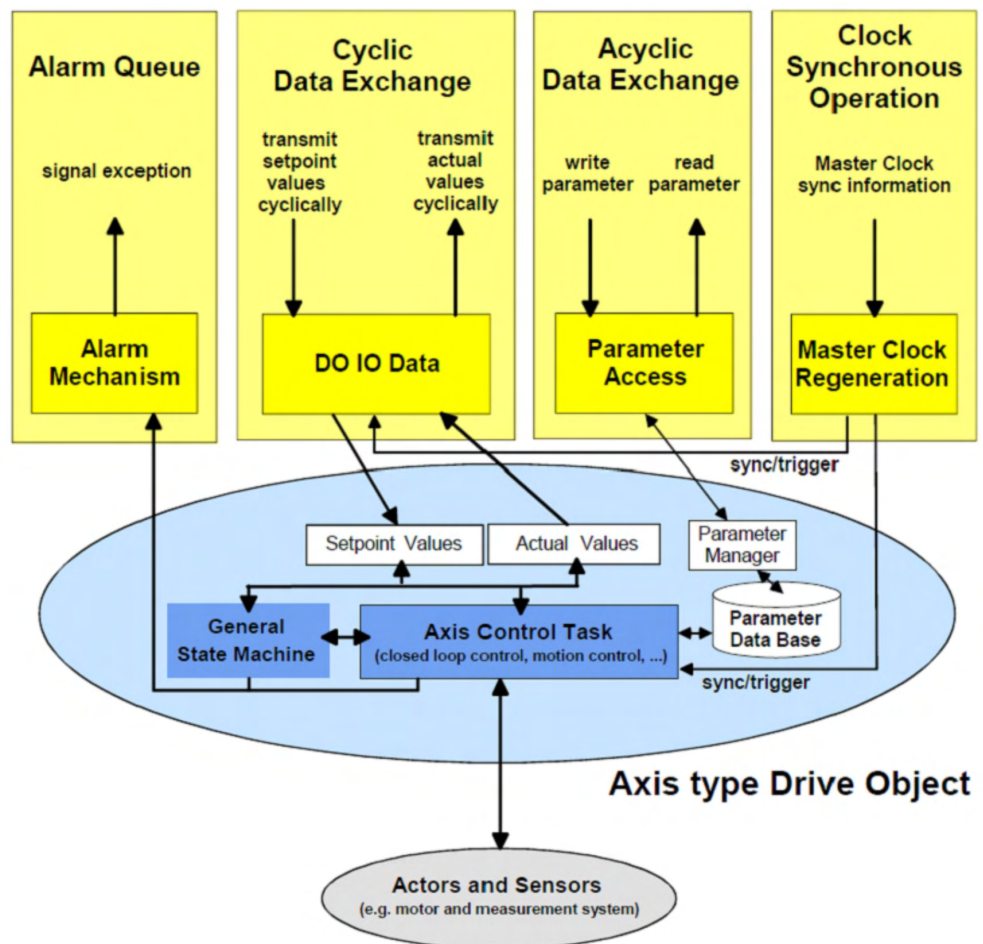 Alarm Queue
signal exception
Alarm
Mechanism
Cyclic
Data Exchange
transmit
setpoint
values
cyclically
transmit
actual
values
cyclically
DO IO Data
Acyclic
Data Exchange
write
parameter
read
parameter
Parameter
Access
Clock
Synchronous
Operation
Master Clock
sync information
Master Clock
Regeneration
sync/trigger
Setpoint Values
Actual Values
Parameter
Manager
General
State Machine
Axis Control Task
(closed loop control, motion control, ...)
Parameter
Data Base
sync/trigger
Axis type Drive Object
Actors and Sensors
(e.g. motor and measurement system)